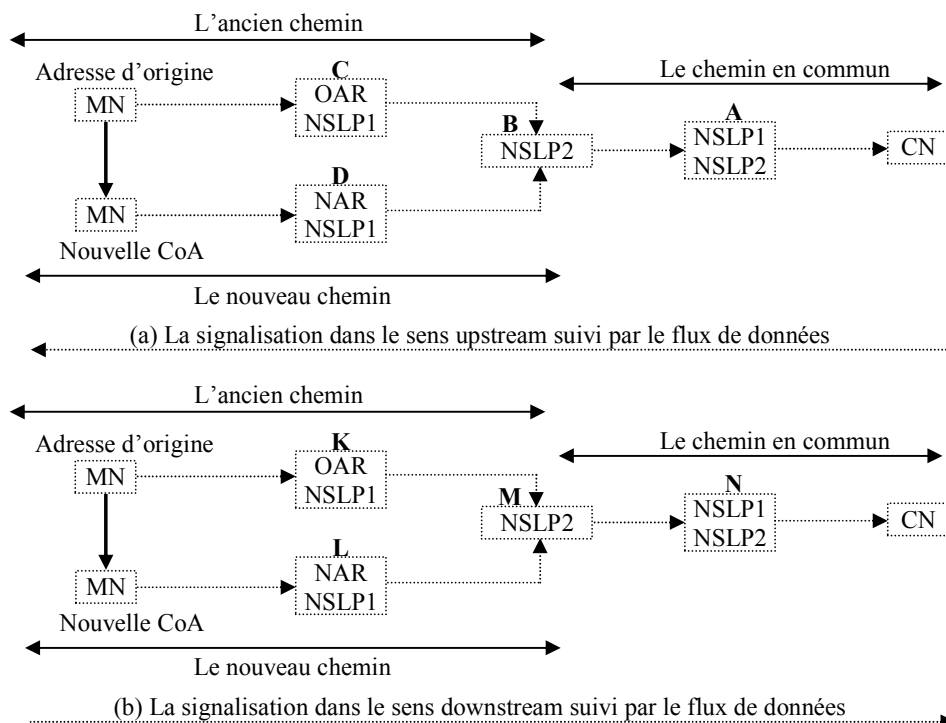 L’ancien chemin
Adresse d’origine
C
Le chemin en commun
MN
OAR
NSLP1
B
NSLP2
A
NSLP1
NSLP2
CN
D
MN
NAR
NSLP1
Nouvelle CoA
Le nouveau chemin
(a) La signalisation dans le sens upstream suivi par le flux de données
L’ancien chemin
Adresse d’origine
K
Le chemin en commun
MN
OAR
NSLP1
M
NSLP2
N
NSLP1
NSLP2
CN
L
MN
NAR
NSLP1
Nouvelle CoA
Le nouveau chemin
(b) La signalisation dans le sens downstream suivi par le flux de données